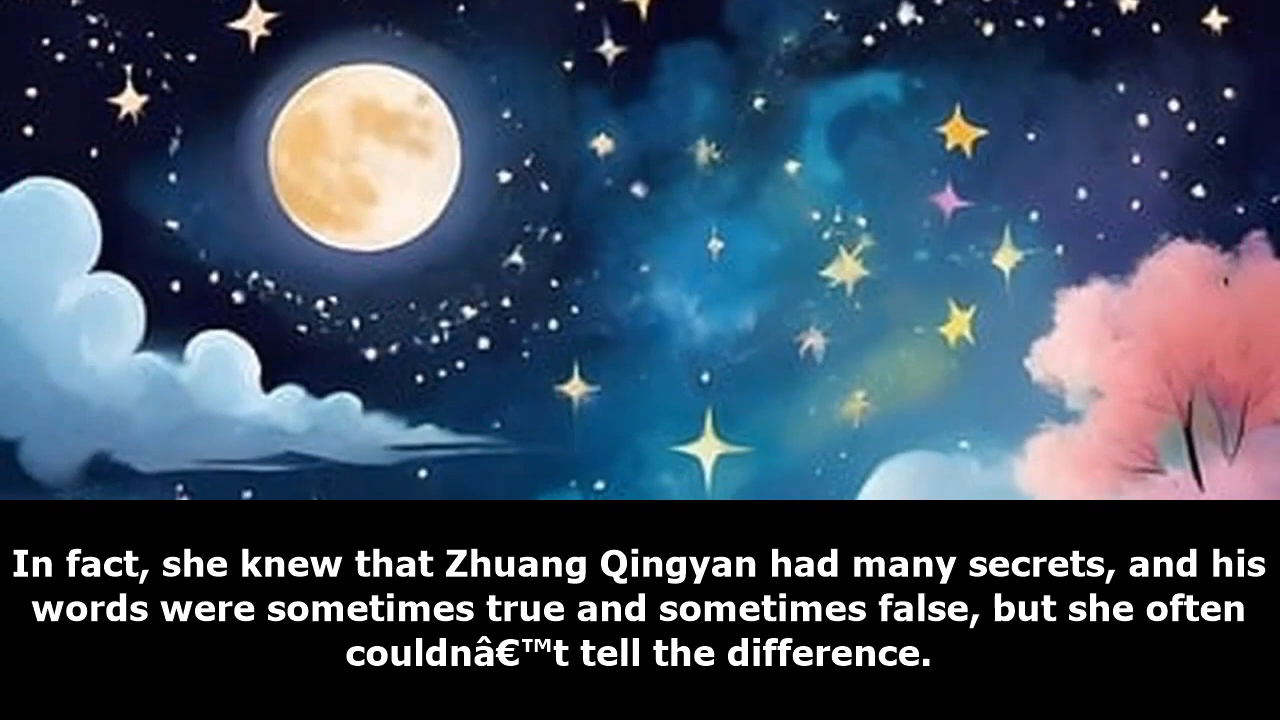 In fact, she knew that Zhuang Qingyan had many secrets, and his
words were sometimes true and sometimes false, but she often
couldnâ€™t tell the difference.